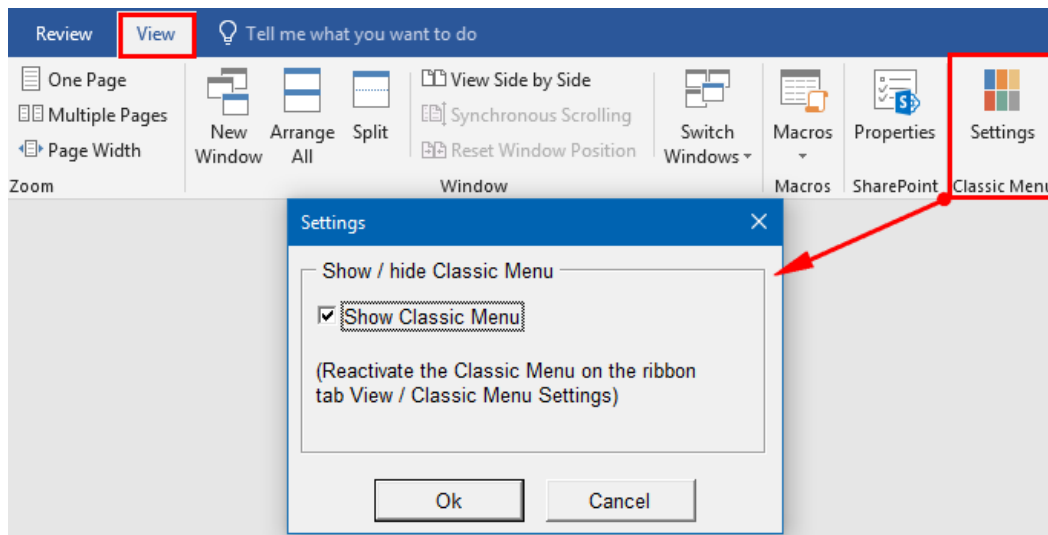 Review View Tell me what you want to do
One Page
Multiple Pages
Page Width
Zoom
New
Window
Arrange
All
Split
View Side by Side
Synchronous Scrolling
Reset Window Position
Switch
Windows
Window
Macros
Macros
Properties
SharePoint
Settings
Classic Menu
Settings
Show / hide Classic Menu
Show Classic Menu
(Reactivate the Classic Menu on the ribbon
tab View / Classic Menu Settings)
Ok Cancel